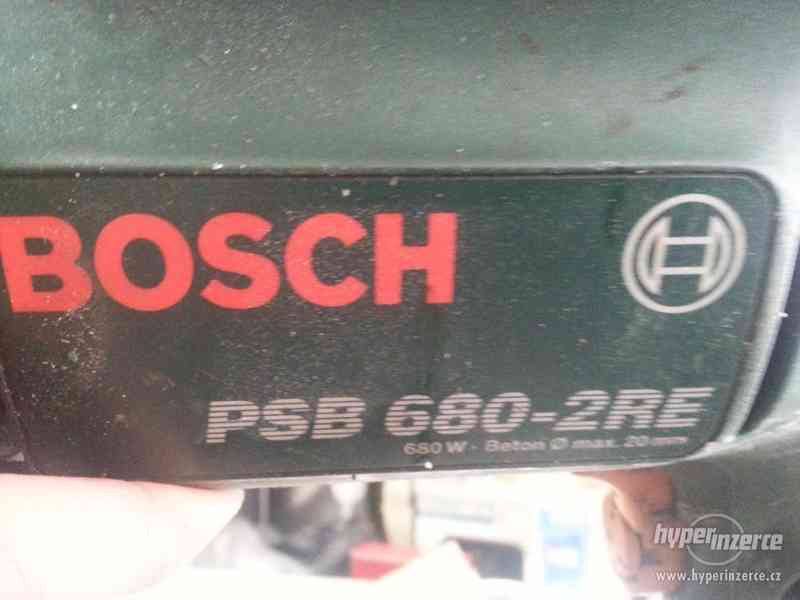 BOSCH
PSB 680-2RE
680 W - Beton Ø max. 20 mm
hyperinzerce
www.hyperinzerce.cz